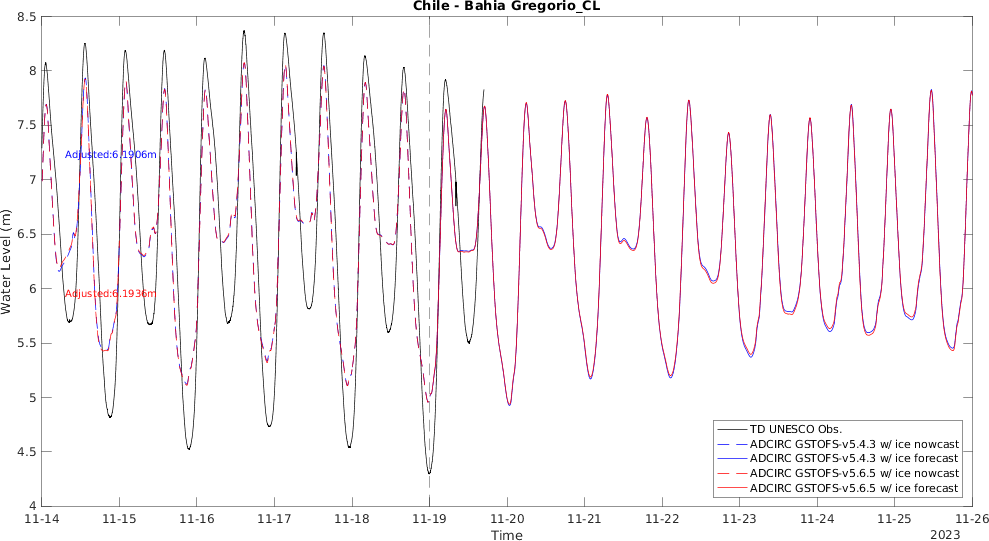 Chile - Bahia Gregorio_CL
Water Level (m)
8.5
8
7.5
7
6.5
6
5.5
5
4.5
4
Adjusted:6.1906m
Adjusted:6.1936m
TD UNESCO Obs.
ADCIRC GSTOFS-v5.4.3 w/ ice nowcast
ADCIRC GSTOFS-v5.4.3 w/ ice forecast
ADCIRC GSTOFS-v5.6.5 w/ ice nowcast
ADCIRC GSTOFS-v5.6.5 w/ ice forecast
11-14 11-15 11-16 11-17 11-18 11-19 11-20 11-21 11-22 11-23 11-24 11-25 11-26
Time
2023